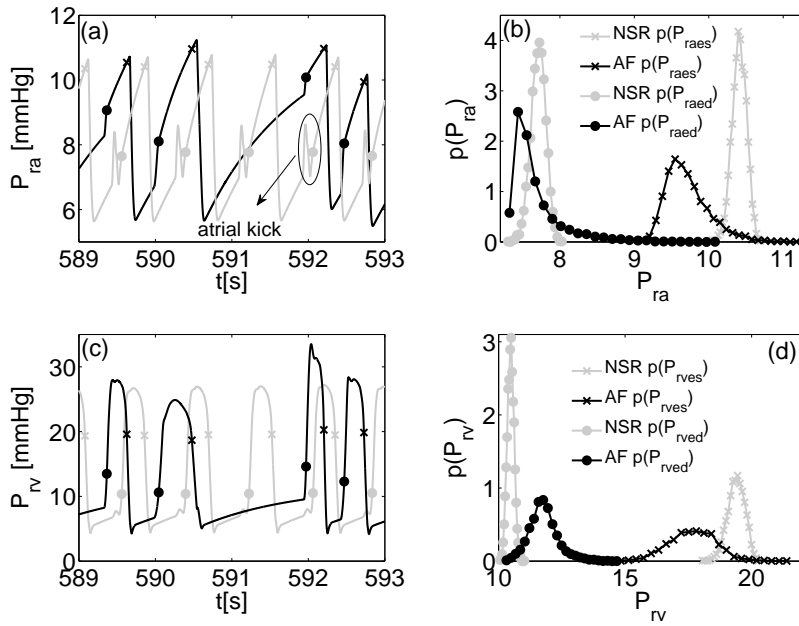 (a)
P_ra [mmHg]
12
10
8
6
atrial kick
589 590 591 592 593
t[s]
(b)
p(P_ra)
4
3
2
1
0
NSR p(P_raes)
AF p(P_raes)
NSR p(P_raed)
AF p(P_raed)
8 9 10 11
P_ra
(c)
P_rv [mmHg]
30
20
10
0
589 590 591 592 593
t[s]
(d)
p(P_rv)
3
2
1
0
NSR p(P_rves)
AF p(P_rves)
NSR p(P_rved)
AF p(P_rved)
10 15 20
P_rv